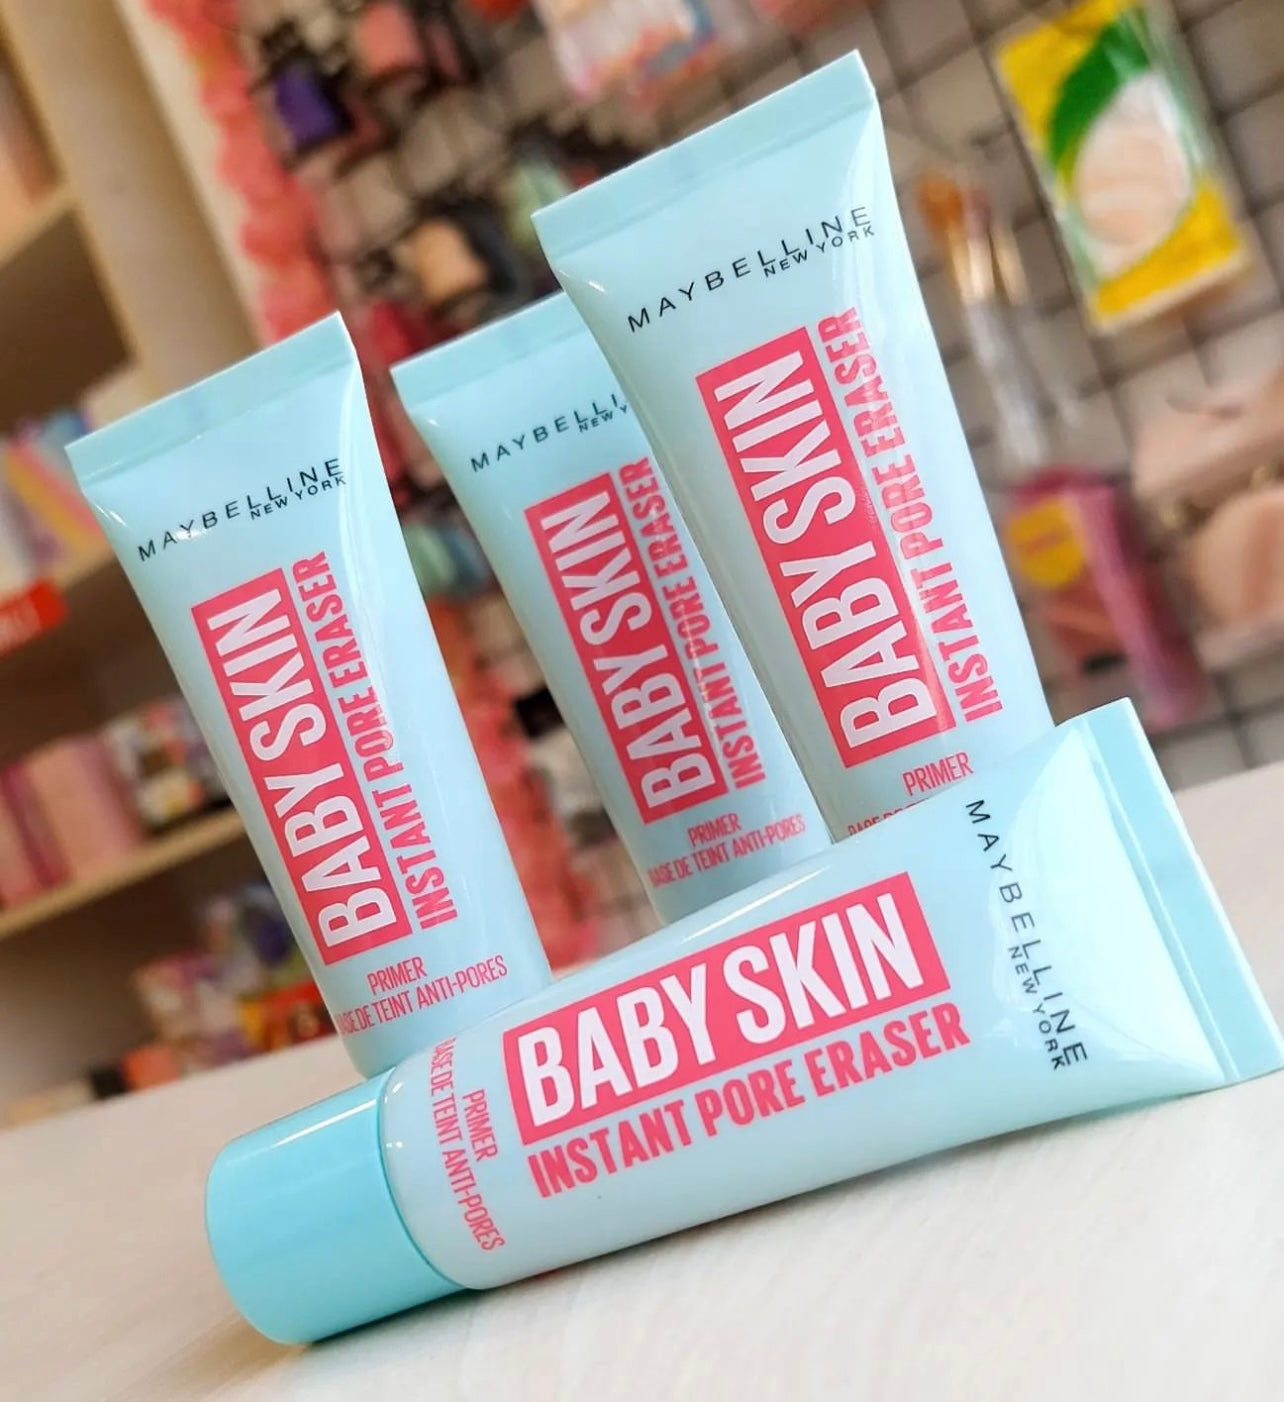 MAYBELLINE
NEW YORK
BABY SKIN
INSTANT PORE ERASER
PRIMER
BASE DE TEINT ANTI-PORES
MAYBELLI
NEW Y
BABY SKIN
INSTANT PORE ERASER
PRIMER
BASE DE TEINT ANTI-PORES
MAYBELLINE
NEW YORK
BABY SKIN
INSTANT PORE ERASER
PRIMER
MAYBELLINE
NEW YORK
BABY SKIN
INSTANT PORE ERASER
PRIMER
BASE DE TEINT ANTI-PORES